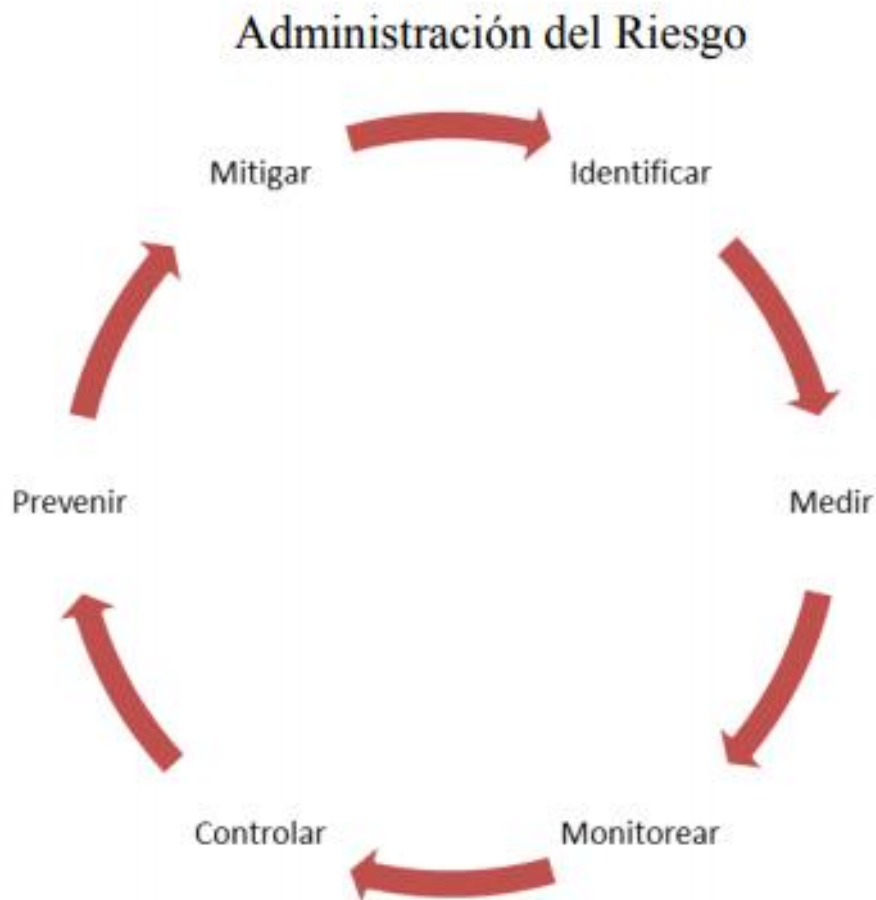 Administración del Riesgo
Mitigar
Identificar
Prevenir
Medir
Controlar
Monitorear